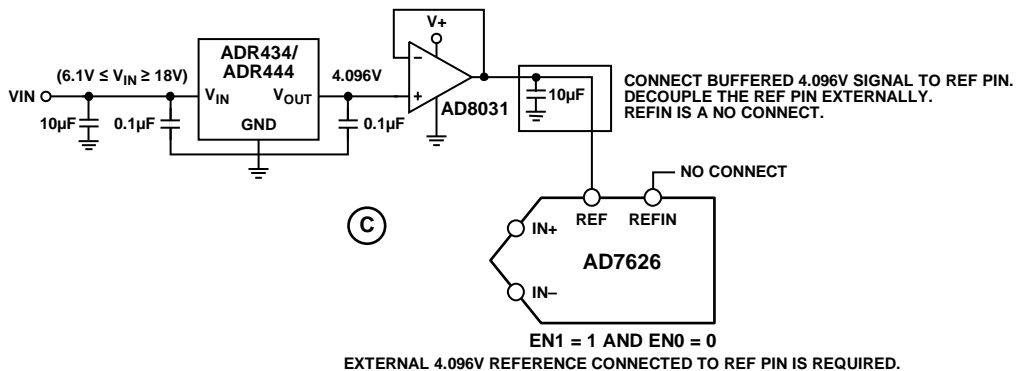 V+
ADR434/
ADR444
(6.1V ≤ VIN ≥ 18V)
4.096V
−
VIN
VIN
VOUT
+
AD8031
10µF
10µF
0.1µF
GND
0.1µF
CONNECT BUFFERED 4.096V SIGNAL TO REF PIN.
DECOUPLE THE REF PIN EXTERNALLY.
REFIN IS A NO CONNECT.
NO CONNECT
C
REF
REFIN
IN+
AD7626
IN–
EN1 = 1 AND EN0 = 0
EXTERNAL 4.096V REFERENCE CONNECTED TO REF PIN IS REQUIRED.